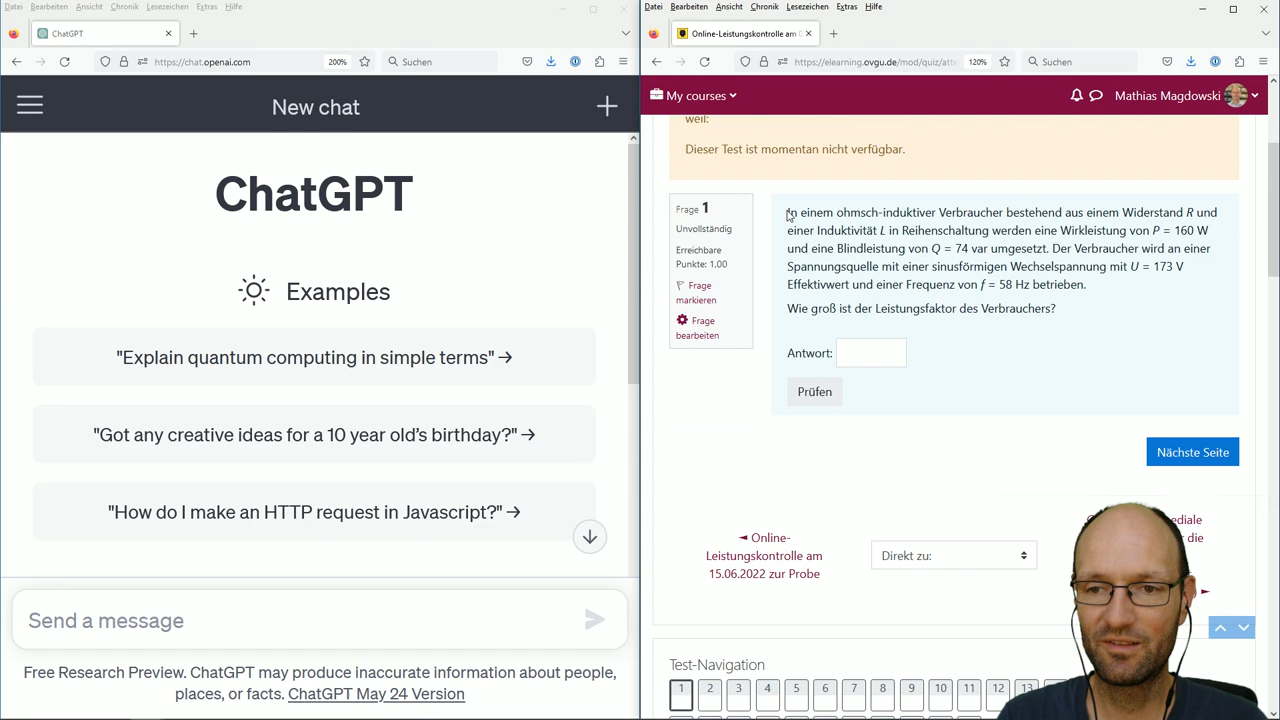 Datei Bearbeiten Ansicht Chronik Lesezeichen Extras Hilfe
ChatGPT
https://chat.openai.com 200% Suchen
New chat
ChatGPT
Examples
"Explain quantum computing in simple terms" →
"Got any creative ideas for a 10 year old's birthday?" →
"How do I make an HTTP request in Javascript?" →
Send a message
Free Research Preview. ChatGPT may produce inaccurate information about people,
places, or facts. ChatGPT May 24 Version
Datei Bearbeiten Ansicht Chronik Lesezeichen Extras Hilfe
Online-Leistungskontrolle am
https://elearning.ovgu.de/mod/quiz/att 120% Suchen
My courses Mathias Magdowski
weil:
Dieser Test ist momentan nicht verfügbar.
Frage 1
Unvollständig
Erreichbare
Punkte: 1,00
Frage
markieren
Frage
bearbeiten
In einem ohmsch-induktiver Verbraucher bestehend aus einem Widerstand R und
einer Induktivität L in Reihenschaltung werden eine Wirkleistung von P = 160 W
und eine Blindleistung von Q = 74 var umgesetzt. Der Verbraucher wird an einer
Spannungsquelle mit einer sinusförmigen Wechselspannung mit U = 173 V
Effektivwert und einer Frequenz von f = 58 Hz betrieben.
Wie groß ist der Leistungsfaktor des Verbrauchers?
Antwort:
Prüfen
Nächste Seite
◄ Online-
Leistungskontrolle am
15.06.2022 zur Probe
Direkt zu:
ediale
r die
►
Test-Navigation
1 2 3 4 5 6 7 8 9 10 11 12 13